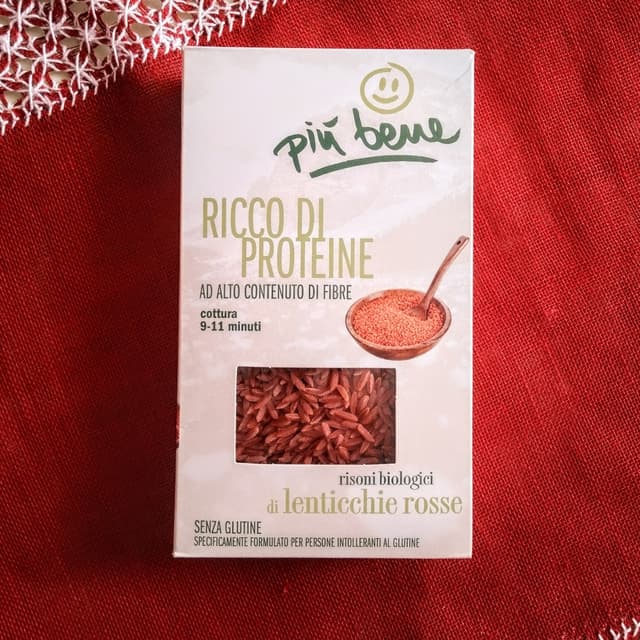 più bene
RICCO DI
PROTEINE
AD ALTO CONTENUTO DI FIBRE
cottura
9-11 minuti
risoni biologici
di lenticchie rosse
SENZA GLUTINE
SPECIFICAMENTE FORMULATO PER PERSONE INTOLLERANTI AL GLUTINE